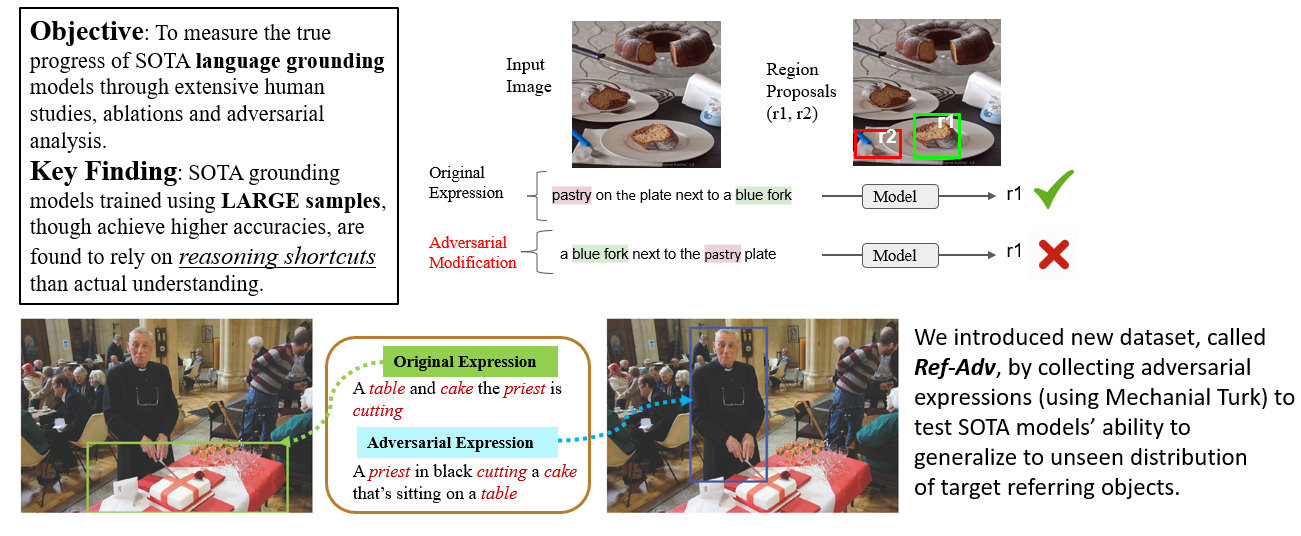 Objective: To measure the true
progress of SOTA language grounding
models through extensive human
studies, ablations and adversarial
analysis.
Key Finding: SOTA grounding
models trained using LARGE samples,
though achieve higher accuracies, are
found to rely on reasoning shortcuts
than actual understanding.
Input
Image
Region
Proposals
(r1, r2)
r1
r2
Original
Expression
pastry on the plate next to a blue fork
Model
r1
Adversarial
Modification
a blue fork next to the pastry plate
Model
r1
Original Expression
A table and cake the priest is
cutting
Adversarial Expression
A priest in black cutting a cake
that's sitting on a table
We introduced new dataset, called
Ref-Adv, by collecting adversarial
expressions (using Mechanial Turk) to
test SOTA models' ability to
generalize to unseen distribution
of target referring objects.